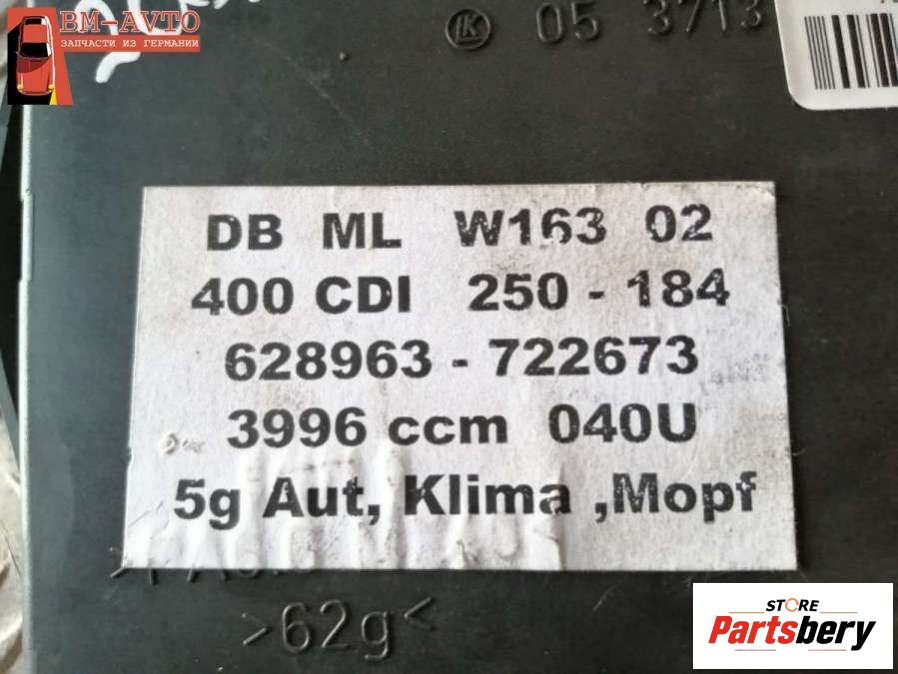 BM-AVTO
ЗАПЧАСТИ ИЗ ГЕРМАНИИ
LK 05 3713
DB ML W163 02
400 CDI 250 - 184
628963 - 722673
3996 ccm 040U
5g Aut, Klima ,Mopf
>62g<
STORE
Partsbery